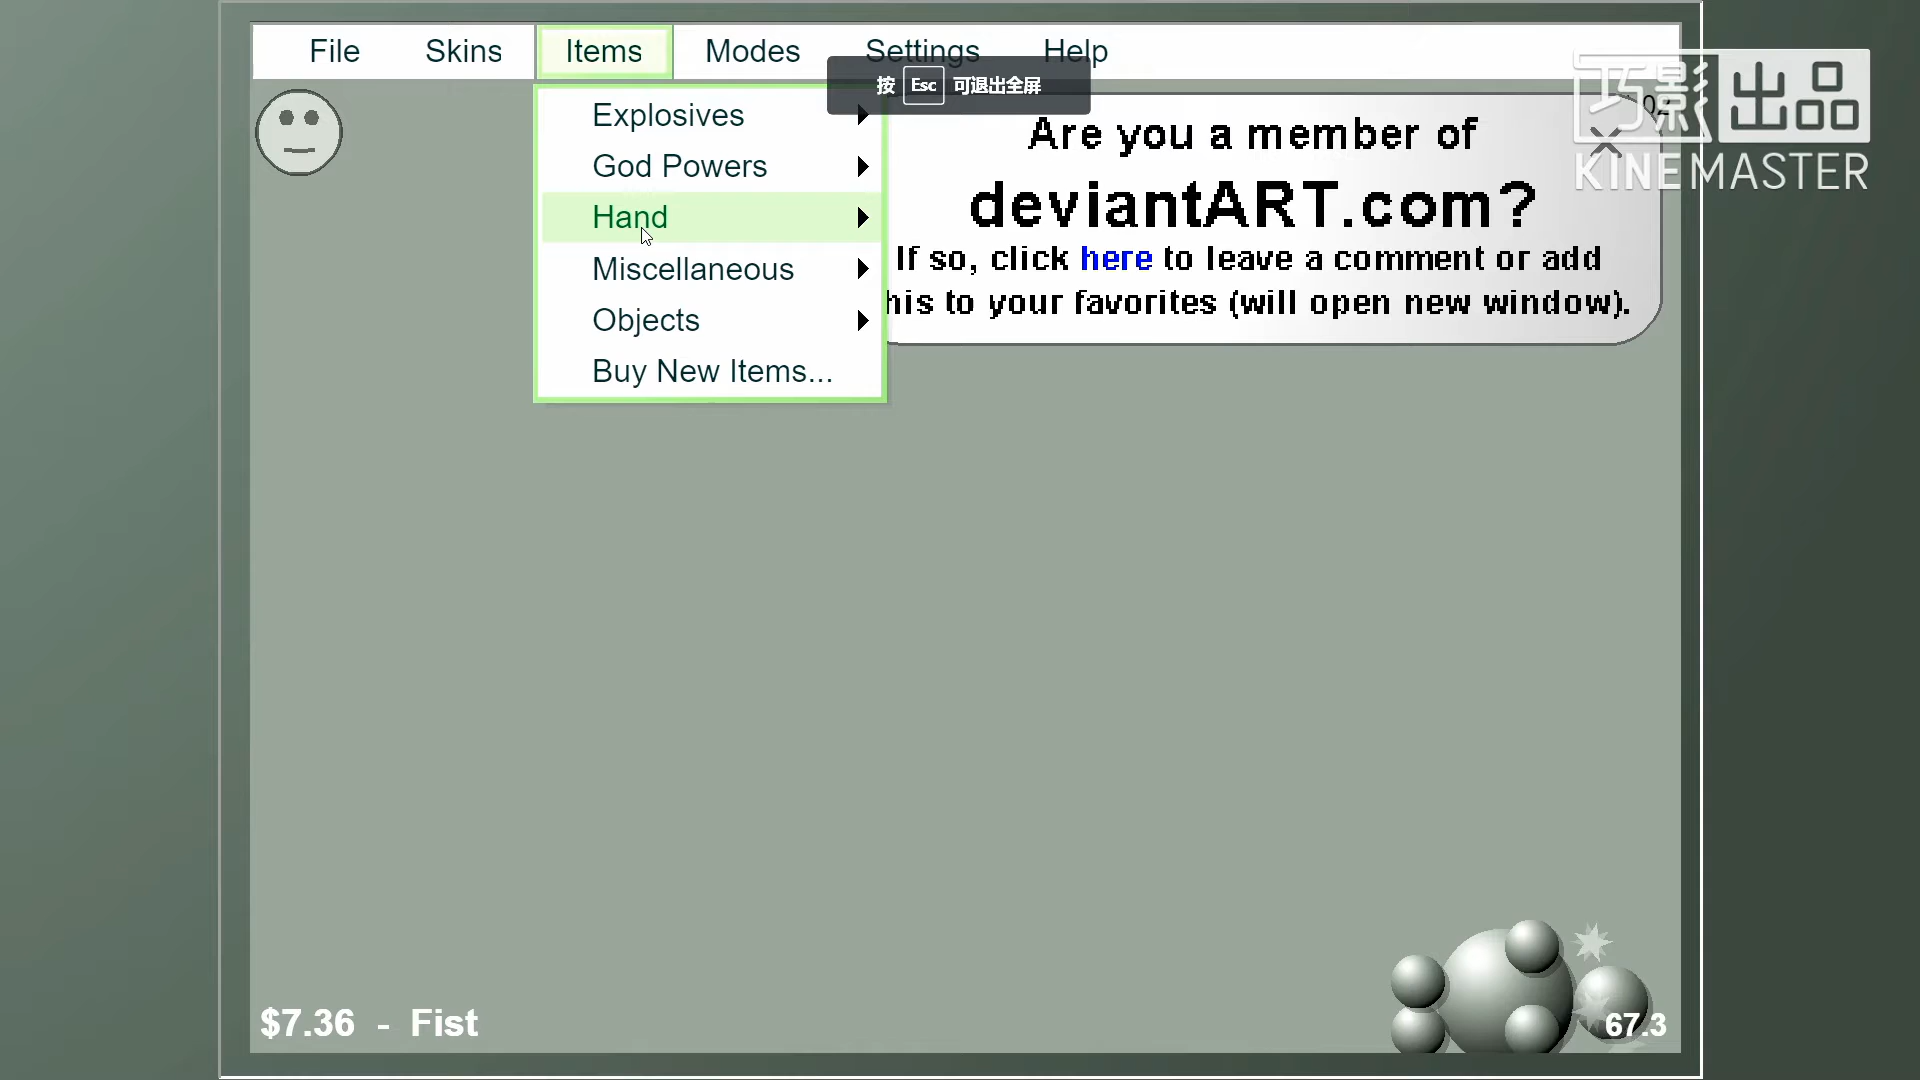 File Skins Items Modes Settings Help
按 Esc 可退出全屏
Explosives
God Powers
Hand
Miscellaneous
Objects
Buy New Items...
Are you a member of
deviantART.com?
If so, click here to leave a comment or add
his to your favorites (will open new window).
巧影出品
KINEMASTER
$7.36 - Fist
67.3